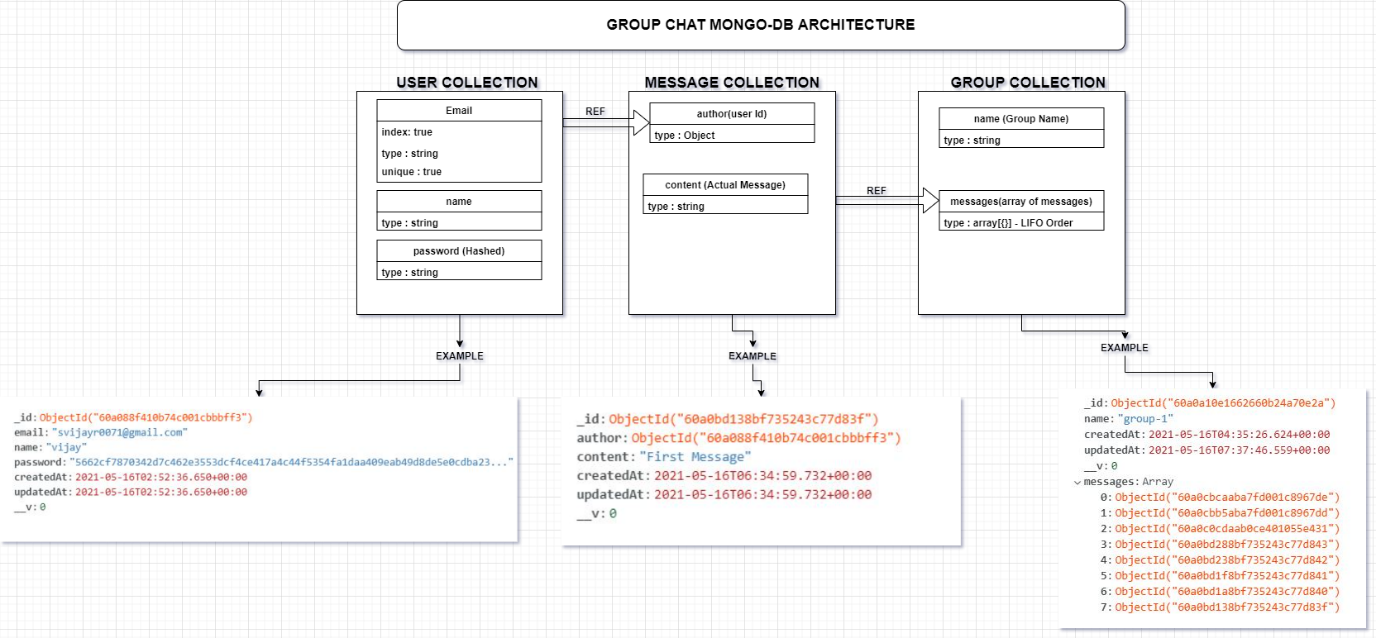 GROUP CHAT MONGO-DB ARCHITECTURE
USER COLLECTION
Email
index: true
type : string
unique : true
name
type : string
password (Hashed)
type : string
REF
MESSAGE COLLECTION
author(user Id)
type : Object
content (Actual Message)
type : string
REF
GROUP COLLECTION
name (Group Name)
type : string
messages(array of messages)
type : array[{}] - LIFO Order
EXAMPLE
EXAMPLE
EXAMPLE
_id: ObjectId("60a088f410b74c001cbbbff3")
email: "svijayr0071@gmail.com"
name: "vijay"
password: "5662cf7870342d7c462e3553dcf4ce417a4c44f5354fa1daa409eab49d8de5e0cdba23..."
createdAt: 2021-05-16T02:52:36.650+00:00
updatedAt: 2021-05-16T02:52:36.650+00:00
__v: 0
_id: ObjectId("60a0bd138bf735243c77d83f")
author: ObjectId("60a088f410b74c001cbbbff3")
content: "First Message"
createdAt: 2021-05-16T06:34:59.732+00:00
updatedAt: 2021-05-16T06:34:59.732+00:00
__v: 0
_id: ObjectId("60a0a10e1662660b24a70e2a")
name: "group-1"
createdAt: 2021-05-16T04:35:26.624+00:00
updatedAt: 2021-05-16T07:37:46.559+00:00
__v: 0
messages: Array
0: ObjectId("60a0cbcaaba7fd001c8967de")
1: ObjectId("60a0cbb5aba7fd001c8967dd")
2: ObjectId("60a0c0cdaab0ce401055e431")
3: ObjectId("60a0bd288bf735243c77d843")
4: ObjectId("60a0bd238bf735243c77d842")
5: ObjectId("60a0bd1f8bf735243c77d841")
6: ObjectId("60a0bd1a8bf735243c77d840")
7: ObjectId("60a0bd138bf735243c77d83f")